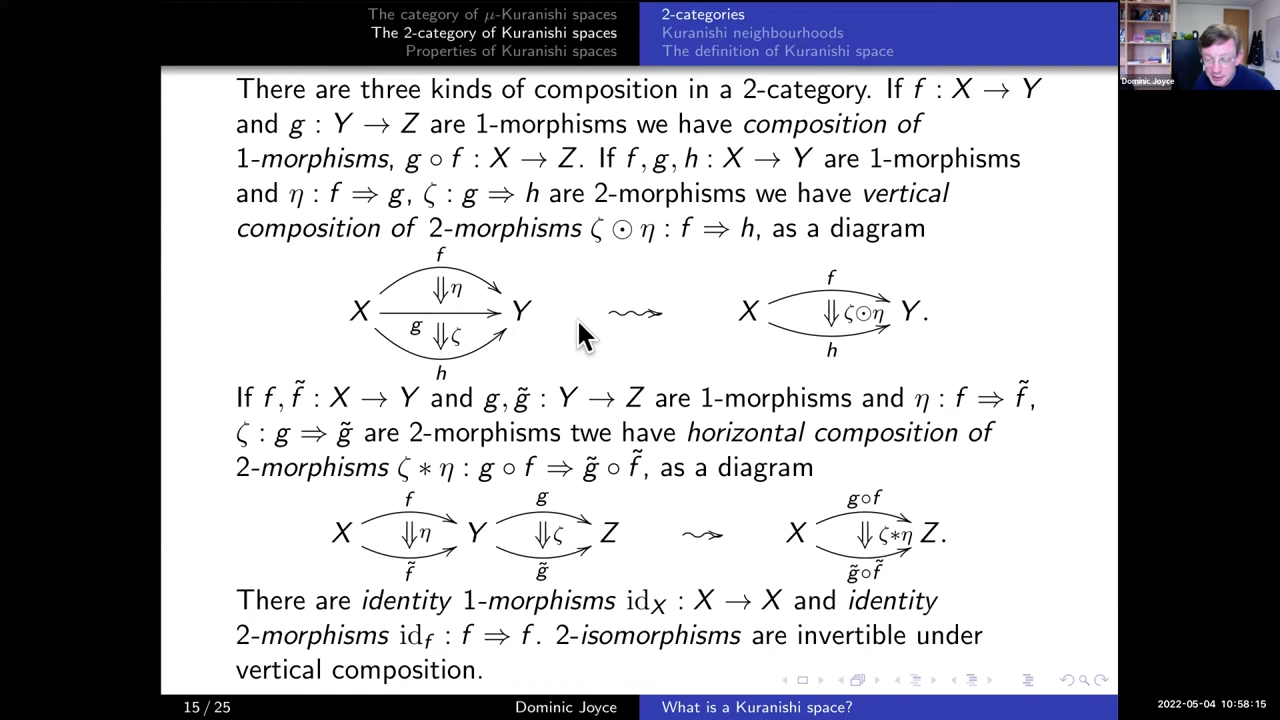 The category of μ-Kuranishi spaces
The 2-category of Kuranishi spaces
Properties of Kuranishi spaces
2-categories
Kuranishi neighbourhoods
The definition of Kuranishi space
Dominic Joyce
There are three kinds of composition in a 2-category. If f : X → Y
and g : Y → Z are 1-morphisms we have composition of
1-morphisms, g ∘ f : X → Z. If f, g, h : X → Y are 1-morphisms
and η : f ⇒ g, ζ : g ⇒ h are 2-morphisms we have vertical
composition of 2-morphisms ζ ⊙ η : f ⇒ h, as a diagram
f
⇓η
X → Y
g ⇓ζ
h
⇝
f
X ⇓ζ⊙η Y.
h
If f, f̃ : X → Y and g, g̃ : Y → Z are 1-morphisms and η : f ⇒ f̃,
ζ : g ⇒ g̃ are 2-morphisms twe have horizontal composition of
2-morphisms ζ ∗ η : g ∘ f ⇒ g̃ ∘ f̃, as a diagram
f g g∘f
X ⇓η Y ⇓ζ Z ⇝ X ⇓ζ∗η Z.
f̃ g̃ g̃∘f̃
There are identity 1-morphisms id_X : X → X and identity
2-morphisms id_f : f ⇒ f. 2-isomorphisms are invertible under
vertical composition.
15 / 25
Dominic Joyce
What is a Kuranishi space?
2022-05-04 10:58:15